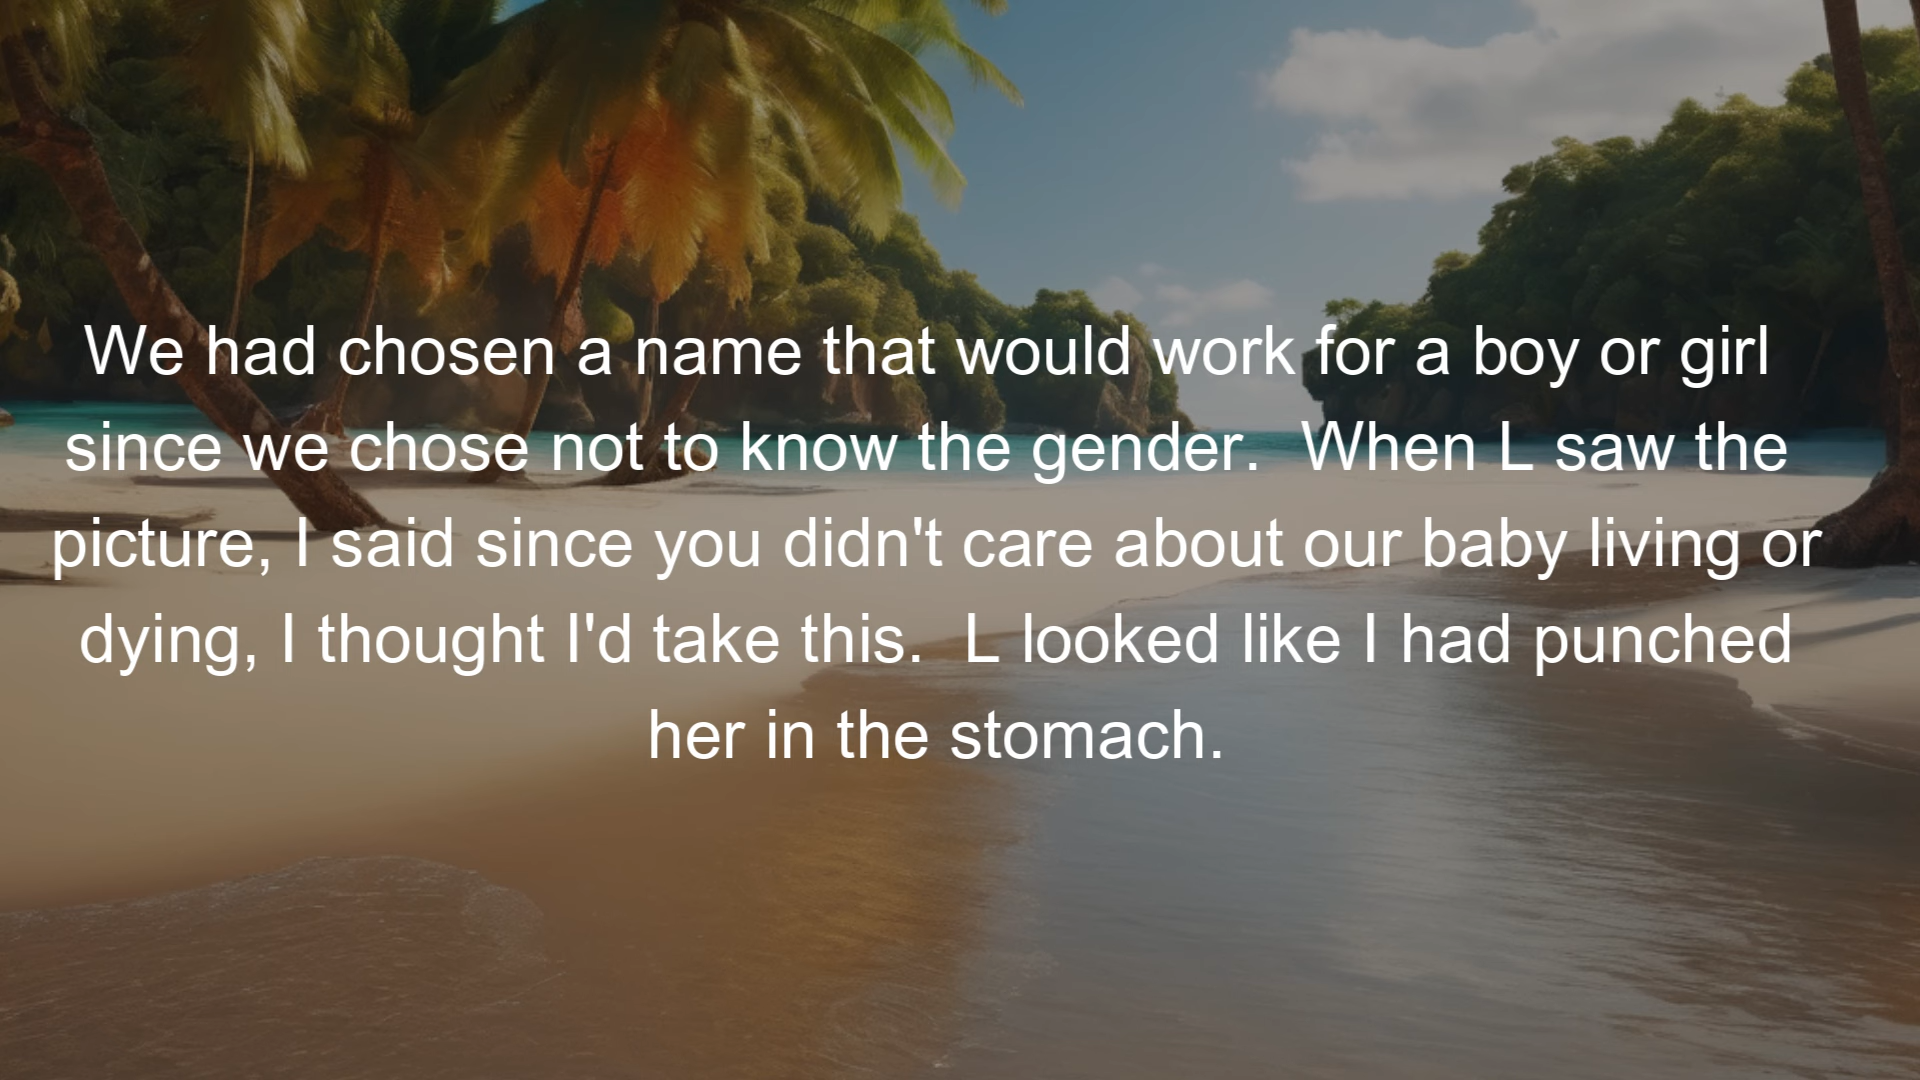 We had chosen a name that would work for a boy or girl
since we chose not to know the gender.  When L saw the
picture, I said since you didn't care about our baby living or
dying, I thought I'd take this.  L looked like I had punched
her in the stomach.